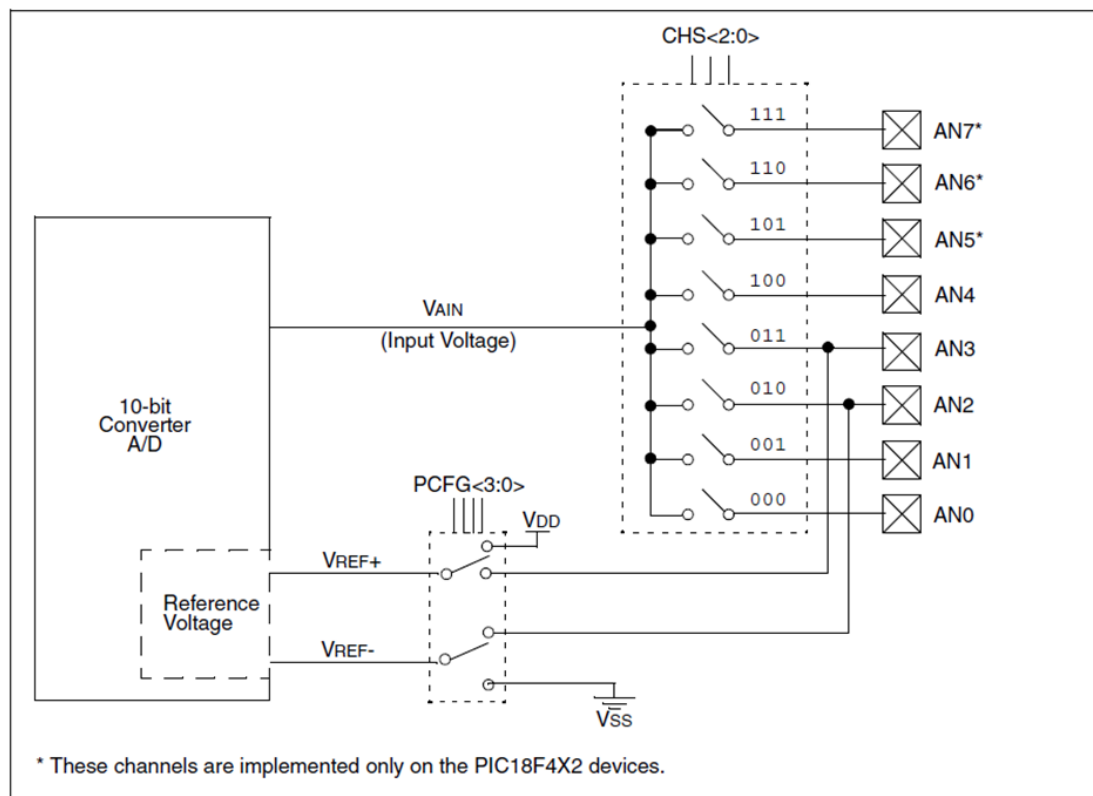 CHS<2:0>
111
AN7*
110
AN6*
101
AN5*
100
AN4
VAIN
(Input Voltage)
011
AN3
010
AN2
10-bit
Converter
A/D
001
AN1
PCFG<3:0>
000
AN0
VDD
VREF+
Reference
Voltage
VREF-
VSS
* These channels are implemented only on the PIC18F4X2 devices.